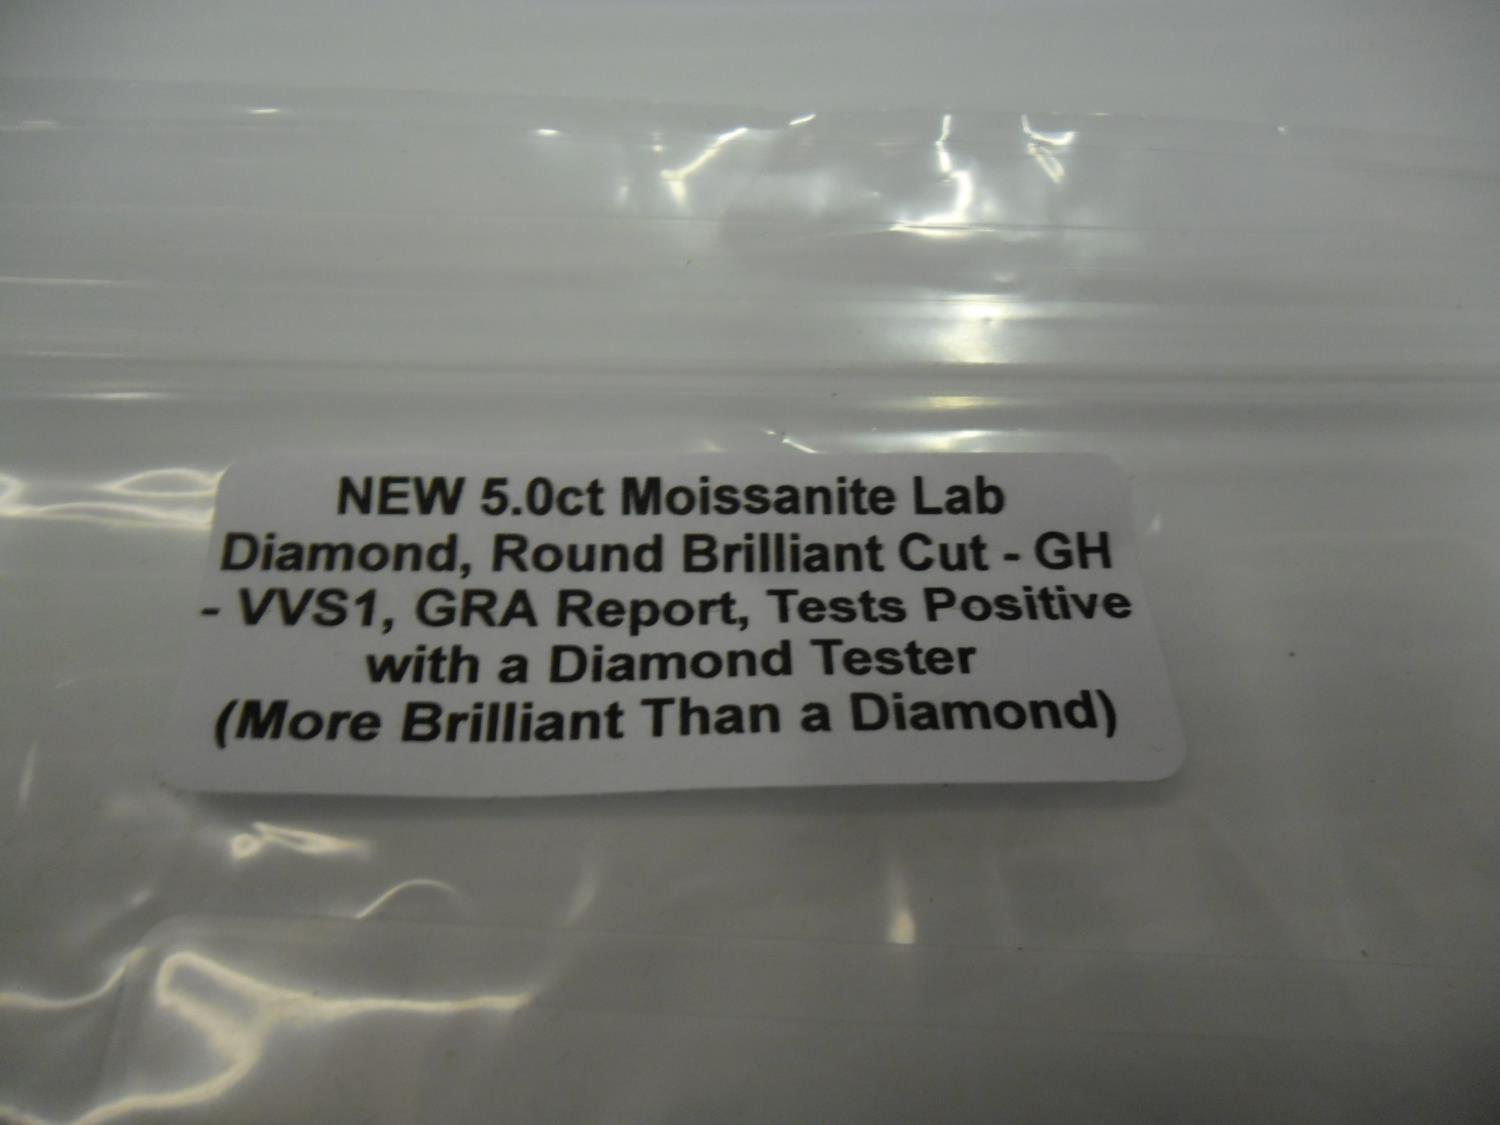 NEW 5.0ct Moissanite Lab
Diamond, Round Brilliant Cut - GH
- VVS1, GRA Report, Tests Positive
with a Diamond Tester
(More Brilliant Than a Diamond)